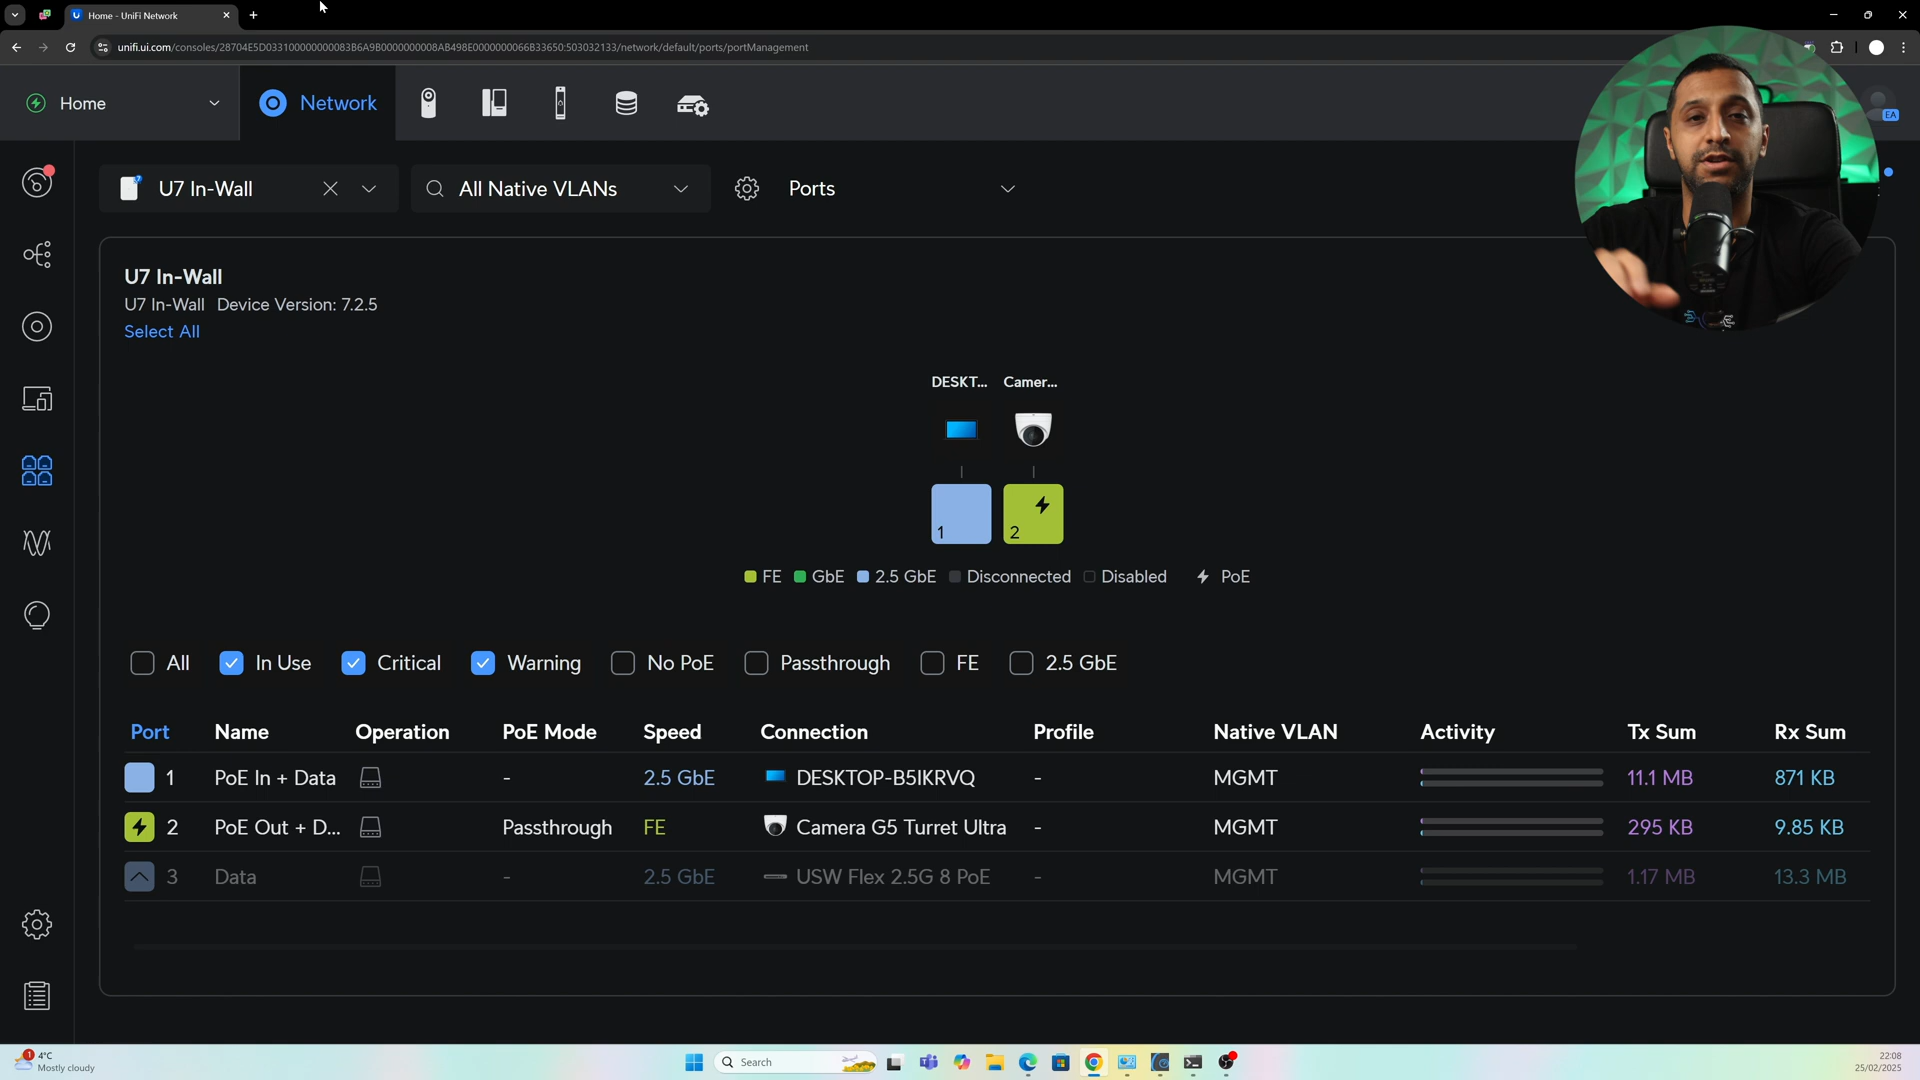 Home - UniFi Network
unifi.ui.com/consoles/28704E5D033100000000083B6A9B0000000008AB498E0000000066B33650:503032133/network/default/ports/portManagement
Home
Network
EA
U7 In-Wall
All Native VLANs
Ports
U7 In-Wall
U7 In-Wall Device Version: 7.2.5
Select All
DESKT... Camer...
1 2
FE GbE 2.5 GbE Disconnected Disabled PoE
All In Use Critical Warning No PoE Passthrough FE 2.5 GbE
Port Name Operation PoE Mode Speed Connection Profile Native VLAN Activity Tx Sum Rx Sum
1 PoE In + Data - 2.5 GbE DESKTOP-B5IKRVQ - MGMT 11.1 MB 871 KB
2 PoE Out + D... Passthrough FE Camera G5 Turret Ultra - MGMT 295 KB 9.85 KB
3 Data - 2.5 GbE USW Flex 2.5G 8 PoE - MGMT 1.17 MB 13.3 MB
1 4°C
Mostly cloudy
Search
22:08
25/02/2025